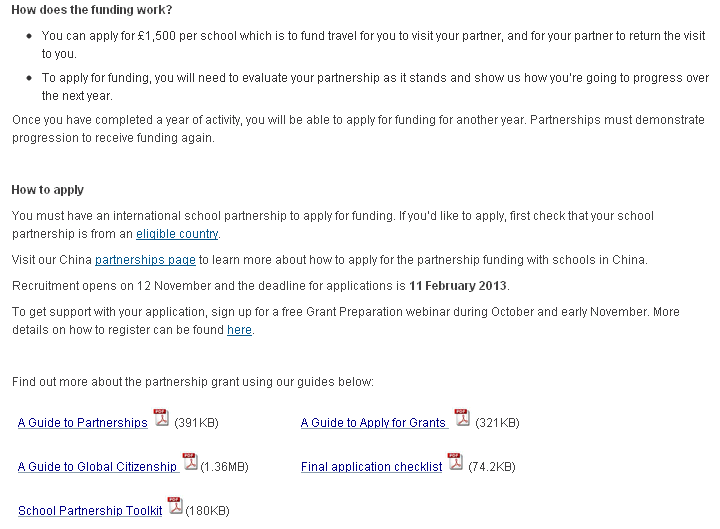 How does the funding work?
• You can apply for £1,500 per school which is to fund travel for you to visit your partner, and for your partner to return the visit
to you.
• To apply for funding, you will need to evaluate your partnership as it stands and show us how you're going to progress over
the next year.
Once you have completed a year of activity, you will be able to apply for funding for another year. Partnerships must demonstrate
progression to receive funding again.
How to apply
You must have an international school partnership to apply for funding. If you'd like to apply, first check that your school
partnership is from an eligible country.
Visit our China partnerships page to learn more about how to apply for the partnership funding with schools in China.
Recruitment opens on 12 November and the deadline for applications is 11 February 2013.
To get support with your application, sign up for a free Grant Preparation webinar during October and early November. More
details on how to register can be found here.
Find out more about the partnership grant using our guides below:
A Guide to Partnerships PDF (391KB) A Guide to Apply for Grants PDF (321KB)
A Guide to Global Citizenship PDF (1.36MB) Final application checklist PDF (74.2KB)
School Partnership Toolkit PDF (180KB)